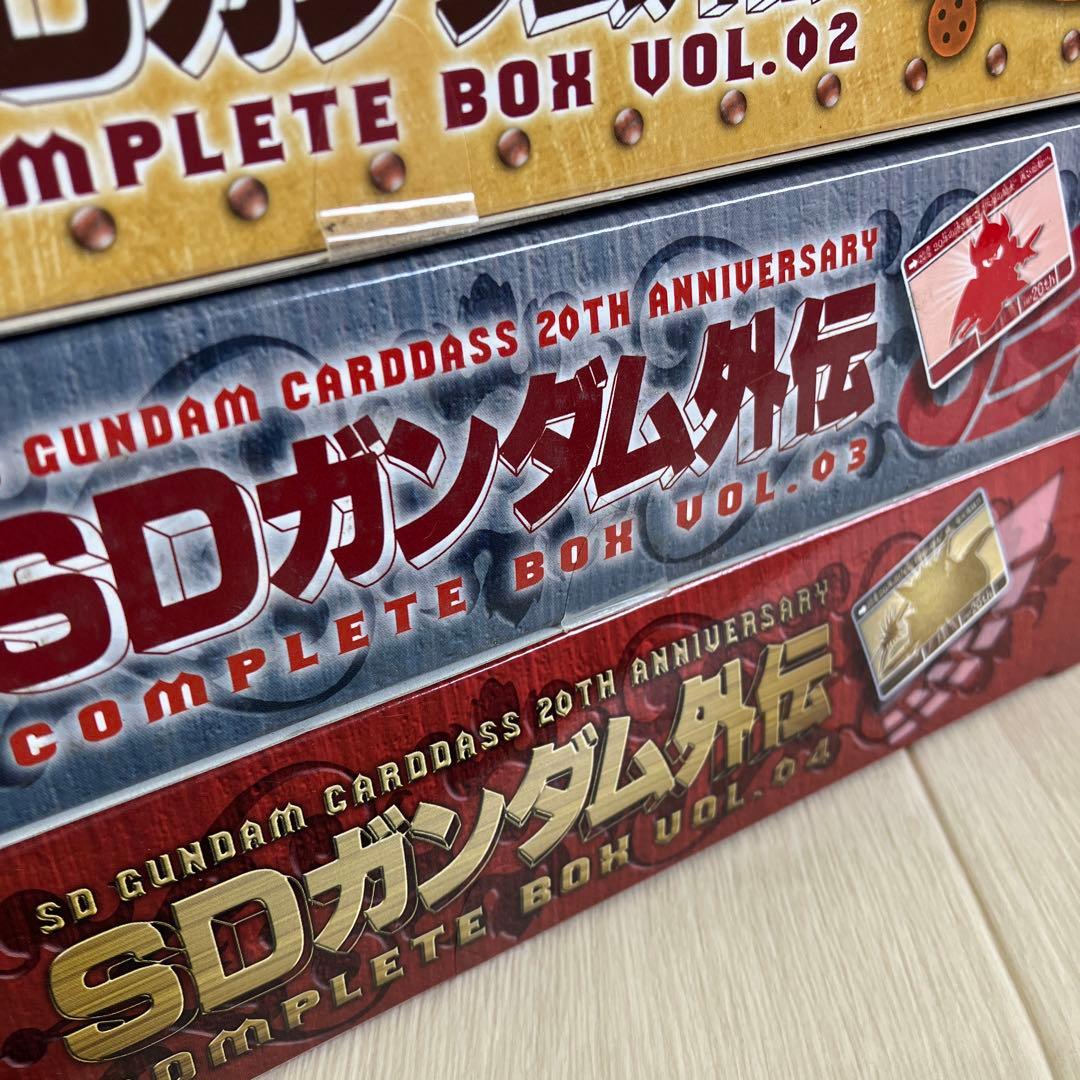 COMPLETE BOX VOL.02
GUNDAM CARDDASS 20TH ANNIVERSARY
SDガンダム外伝
COMPLETE BOX VOL.03
SD GUNDAM CARDDASS 20TH ANNIVERSARY
SDガンダム外伝
COMPLETE BOX VOL.04